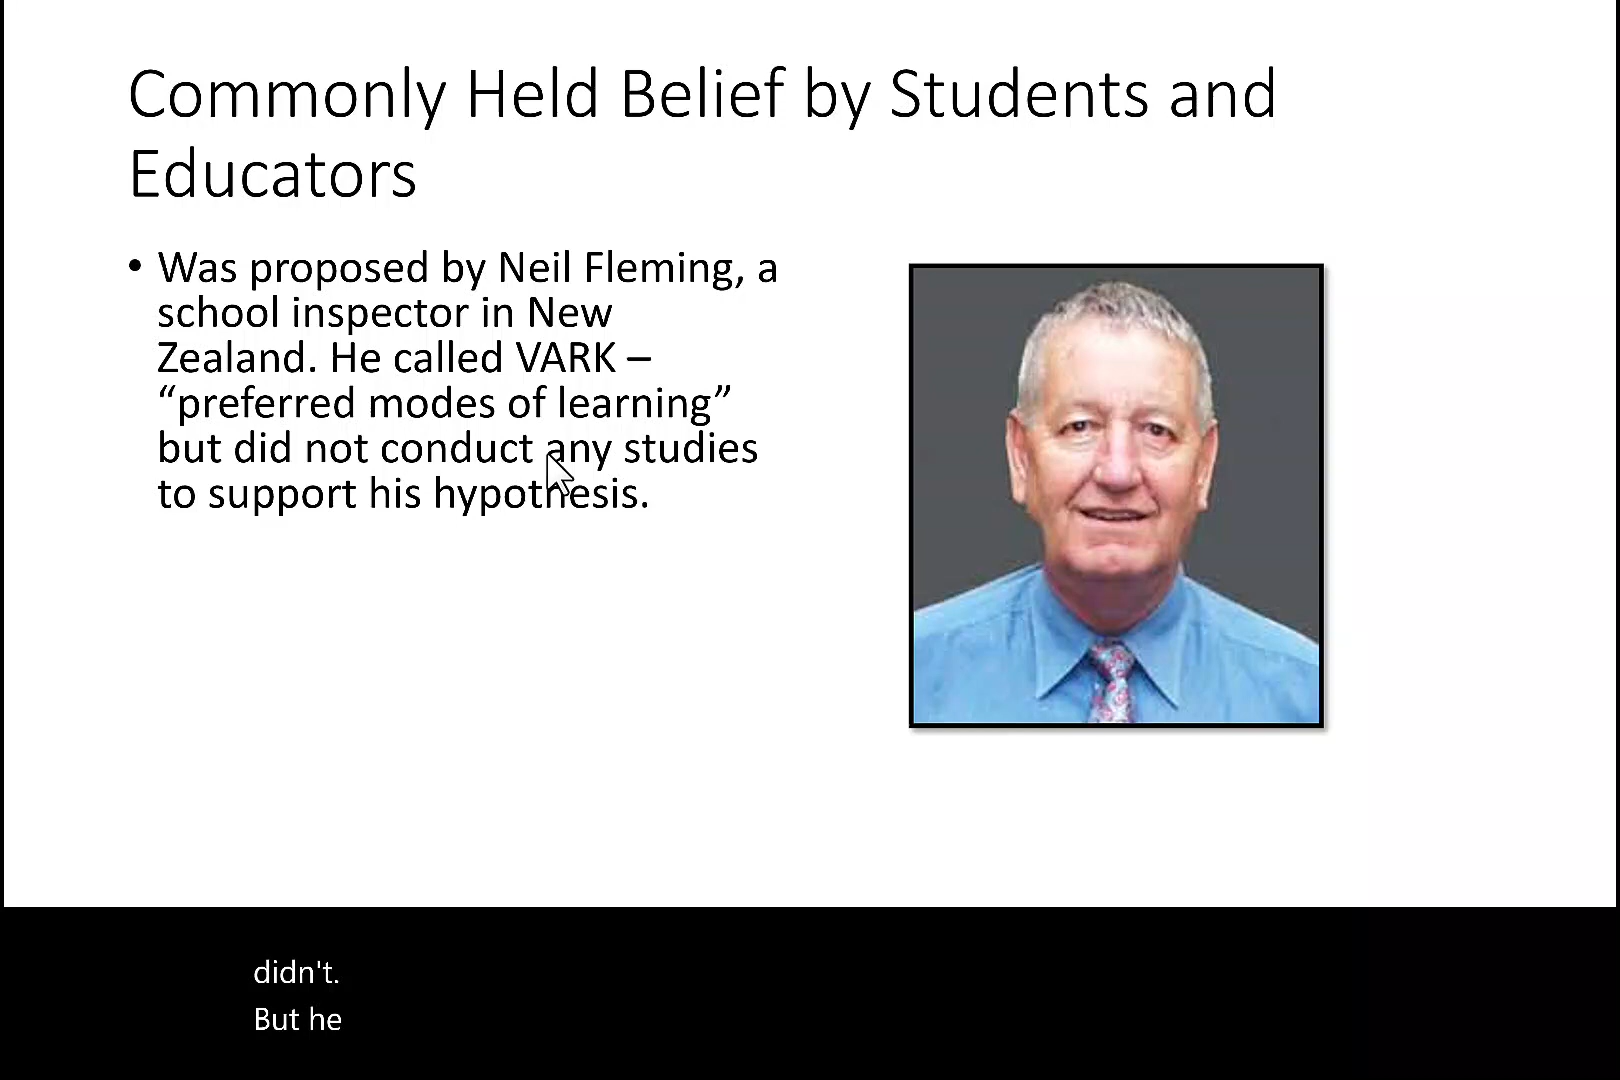 Commonly Held Belief by Students and
Educators
• Was proposed by Neil Fleming, a
school inspector in New
Zealand. He called VARK –
“preferred modes of learning”
but did not conduct any studies
to support his hypothesis.
didn't.
But he